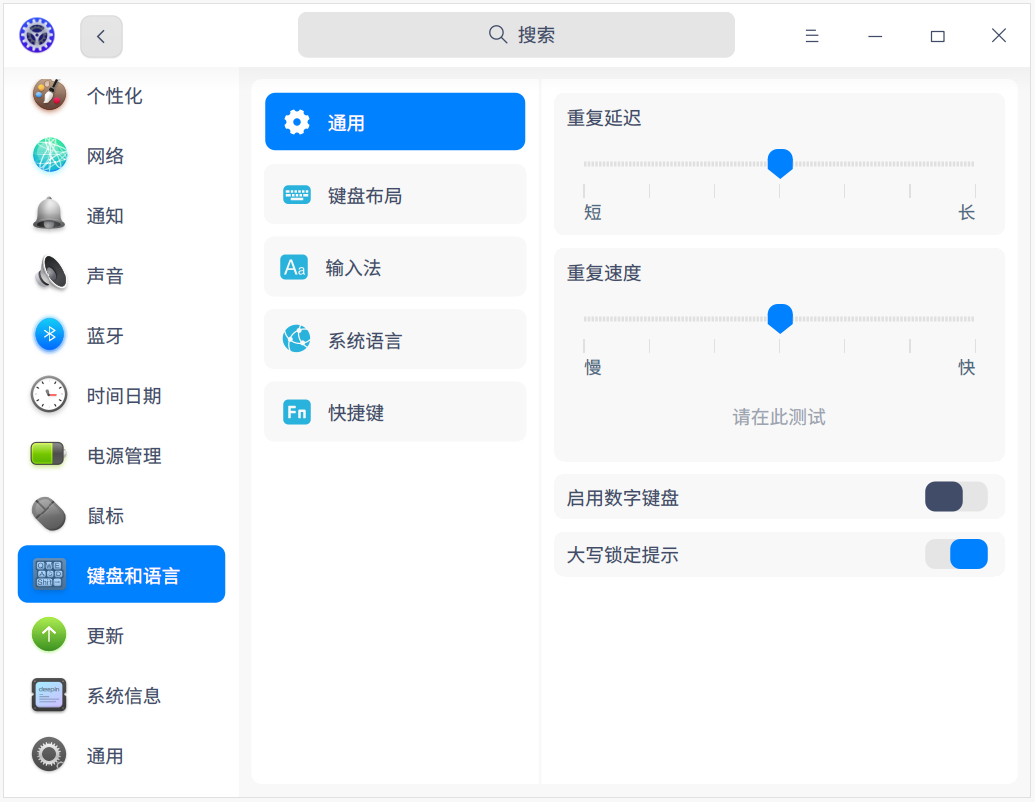 搜索
个性化
网络
通知
声音
蓝牙
时间日期
电源管理
鼠标
键盘和语言
更新
系统信息
通用
通用
键盘布局
Aa
输入法
系统语言
Fn
快捷键
重复延迟
短
长
重复速度
慢
快
请在此测试
启用数字键盘
大写锁定提示
deepin